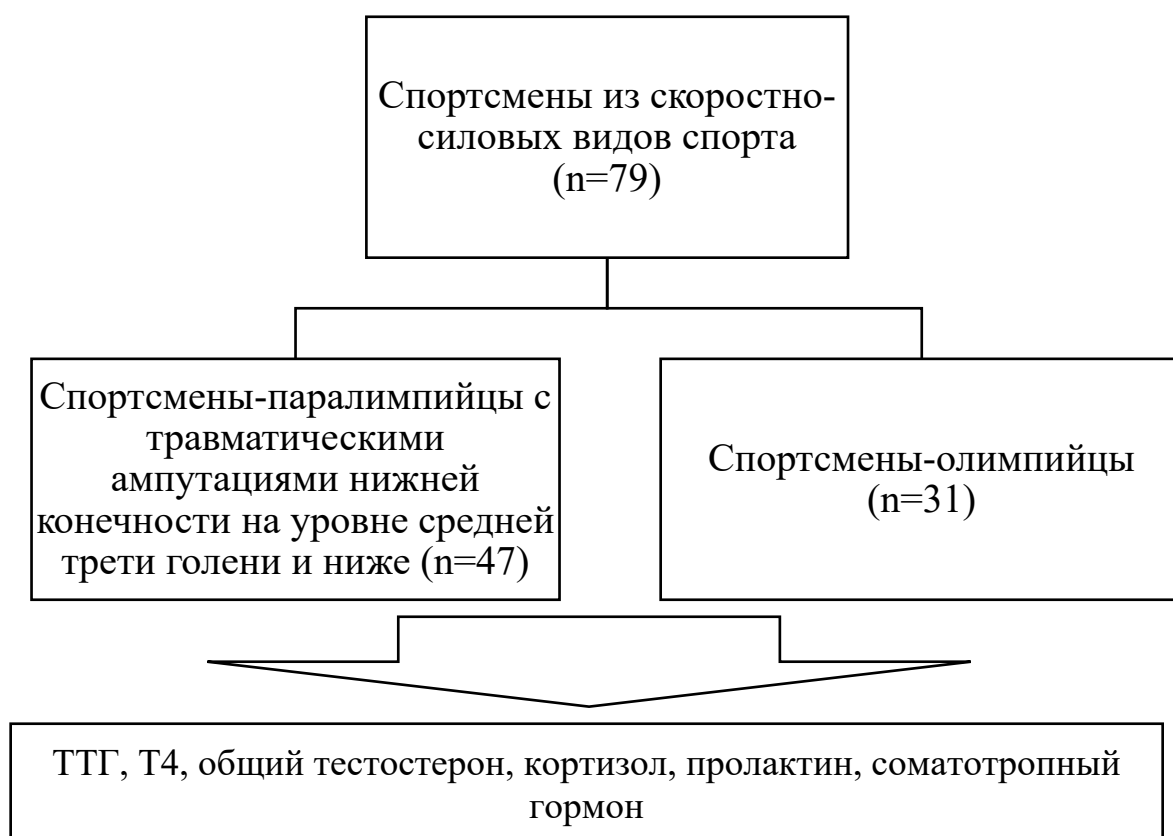 Спортсмены из скоростно-
силовых видов спорта
(n=79)
Спортсмены-паралимпийцы с
травматическими
ампутациями нижней
конечности на уровне средней
трети голени и ниже (n=47)
Спортсмены-олимпийцы
(n=31)
ТТГ, Т4, общий тестостерон, кортизол, пролактин, соматотропный
гормон